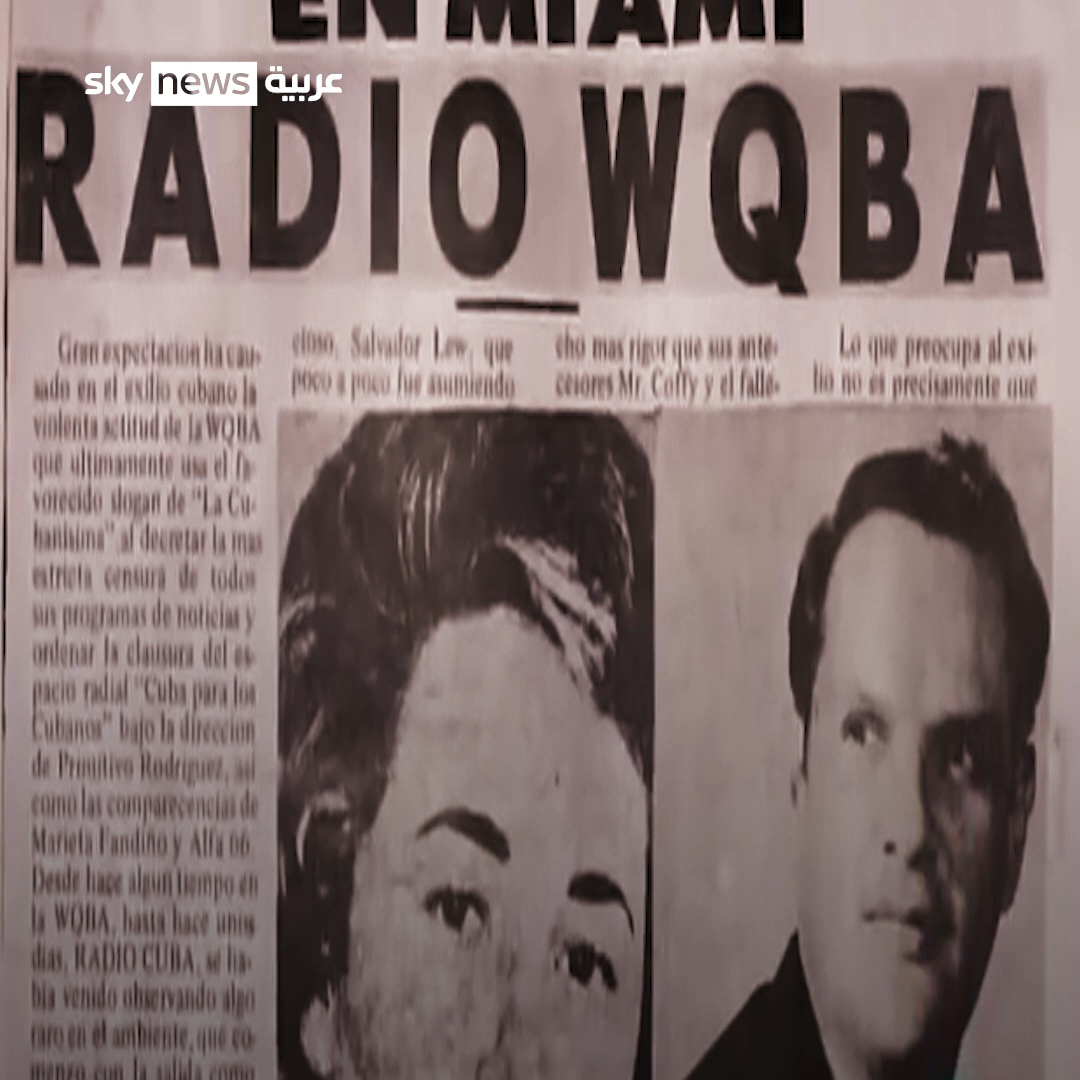 EN MIAMI
sky news عربية
RADIO WQBA
Gran expectacion ha cau-
sado en el exilio cubano la
violenta actitud de la WQBA
que ultimamente usa el fa-
vorecido slogan de "La Cu-
banisima" al decretar la mas
estricta censura de todos
sus programas de noticias y
ordenar la clausura del es-
pacio radial "Cuba para los
Cubanos" bajo la direccion
de Primitivo Rodriguez, asi
como las comparecencias de
Marieta Fandiño y Alfa 66.
Desde hace algun tiempo en
la WQBA, hasta hace unos
dias, RADIO CUBA, se ha-
bia venido observando algo
raro en el ambiente, que co-
menzo con la salida como
cioso, Salvador Lew, que
poco a poco fue asumiendo
cho mas rigor que sus ante-
cesores Mr. Coffy y el falle-
Lo que preocupa al exi-
lio no es precisamente que